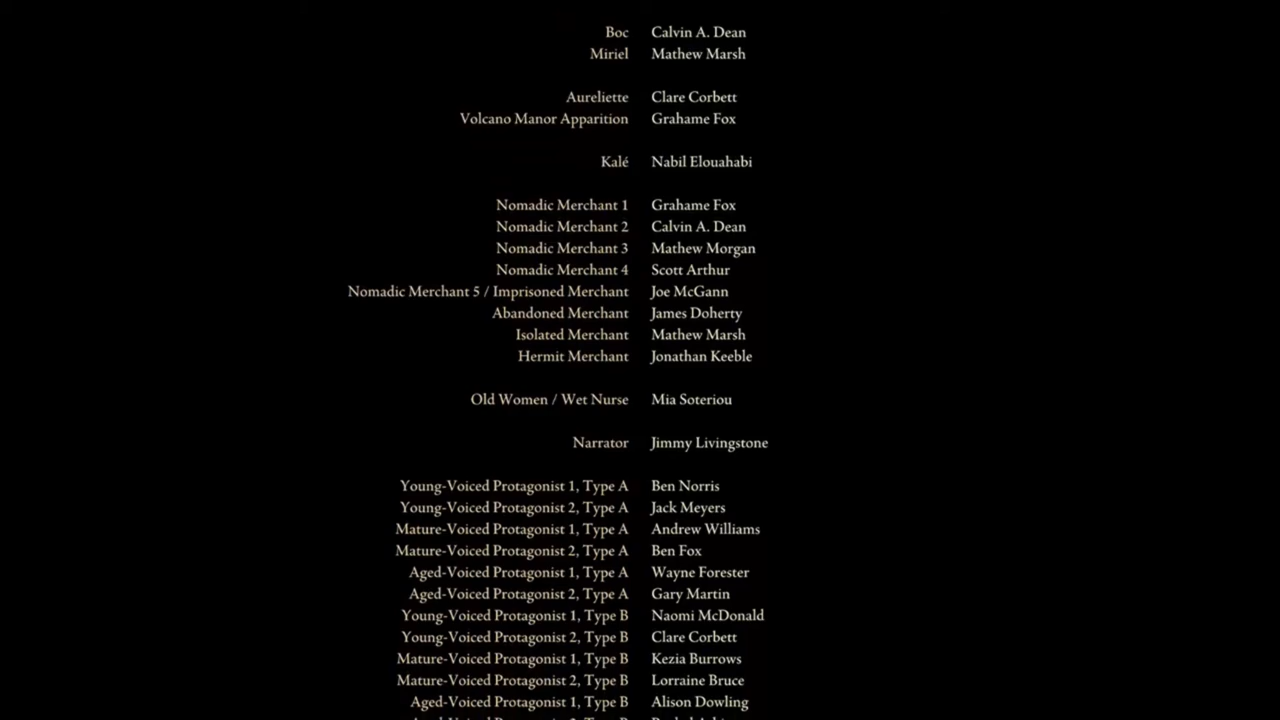 Boc Calvin A. Dean
Miriel Mathew Marsh
Aureliette Clare Corbett
Volcano Manor Apparition Grahame Fox
Kalé Nabil Elouahabi
Nomadic Merchant 1 Grahame Fox
Nomadic Merchant 2 Calvin A. Dean
Nomadic Merchant 3 Mathew Morgan
Nomadic Merchant 4 Scott Arthur
Nomadic Merchant 5 / Imprisoned Merchant Joe McGann
Abandoned Merchant James Doherty
Isolated Merchant Mathew Marsh
Hermit Merchant Jonathan Keeble
Old Women / Wet Nurse Mia Soteriou
Narrator Jimmy Livingstone
Young-Voiced Protagonist 1, Type A Ben Norris
Young-Voiced Protagonist 2, Type A Jack Meyers
Mature-Voiced Protagonist 1, Type A Andrew Williams
Mature-Voiced Protagonist 2, Type A Ben Fox
Aged-Voiced Protagonist 1, Type A Wayne Forester
Aged-Voiced Protagonist 2, Type A Gary Martin
Young-Voiced Protagonist 1, Type B Naomi McDonald
Young-Voiced Protagonist 2, Type B Clare Corbett
Mature-Voiced Protagonist 1, Type B Kezia Burrows
Mature-Voiced Protagonist 2, Type B Lorraine Bruce
Aged-Voiced Protagonist 1, Type B Alison Dowling